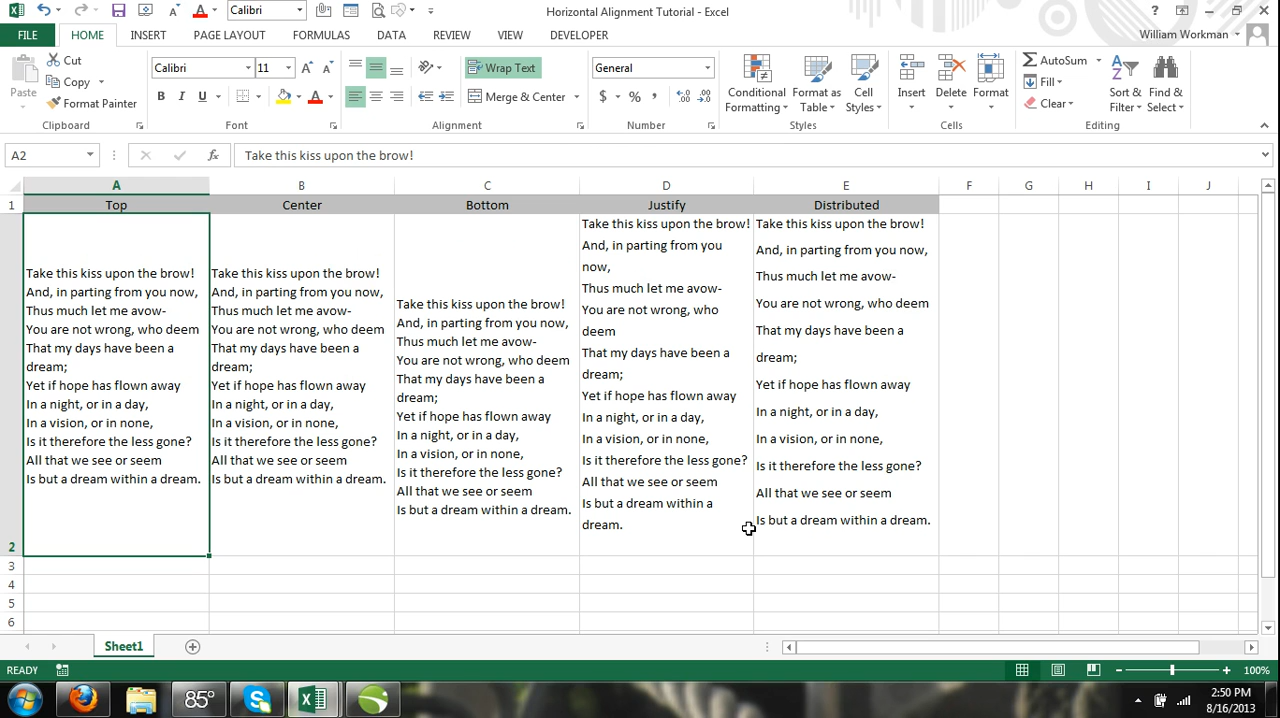 Calibri
Horizontal Alignment Tutorial - Excel
?
FILE HOME INSERT PAGE LAYOUT FORMULAS DATA REVIEW VIEW DEVELOPER
William Workman
Paste
Cut
Copy
Format Painter
Clipboard
Calibri 11
B I U
A A A
Font
Wrap Text
Merge & Center
Alignment
General
$ % ,
.0 .00
.00 .0
Number
Conditional
Formatting
Format as
Table
Cell
Styles
Styles
Insert
Delete
Format
Cells
AutoSum
Fill
Clear
Sort &
Filter
Find &
Select
Editing
A2
fx
Take this kiss upon the brow!
A B C D E F G H I J
1 Top Center Bottom Justify Distributed
2
Take this kiss upon the brow!
And, in parting from you now,
Thus much let me avow-
You are not wrong, who deem
That my days have been a
dream;
Yet if hope has flown away
In a night, or in a day,
In a vision, or in none,
Is it therefore the less gone?
All that we see or seem
Is but a dream within a dream.
Take this kiss upon the brow!
And, in parting from you now,
Thus much let me avow-
You are not wrong, who deem
That my days have been a
dream;
Yet if hope has flown away
In a night, or in a day,
In a vision, or in none,
Is it therefore the less gone?
All that we see or seem
Is but a dream within a dream.
Take this kiss upon the brow!
And, in parting from you now,
Thus much let me avow-
You are not wrong, who deem
That my days have been a
dream;
Yet if hope has flown away
In a night, or in a day,
In a vision, or in none,
Is it therefore the less gone?
All that we see or seem
Is but a dream within a dream.
Take this kiss upon the brow!
And, in parting from you
now,
Thus much let me avow-
You are not wrong, who
deem
That my days have been a
dream;
Yet if hope has flown away
In a night, or in a day,
In a vision, or in none,
Is it therefore the less gone?
All that we see or seem
Is but a dream within a
dream.
Take this kiss upon the brow!
And, in parting from you now,
Thus much let me avow-
You are not wrong, who deem
That my days have been a
dream;
Yet if hope has flown away
In a night, or in a day,
In a vision, or in none,
Is it therefore the less gone?
All that we see or seem
Is but a dream within a dream.
3
4
5
6
Sheet1
READY
100%
85°
2:50 PM
8/16/2013